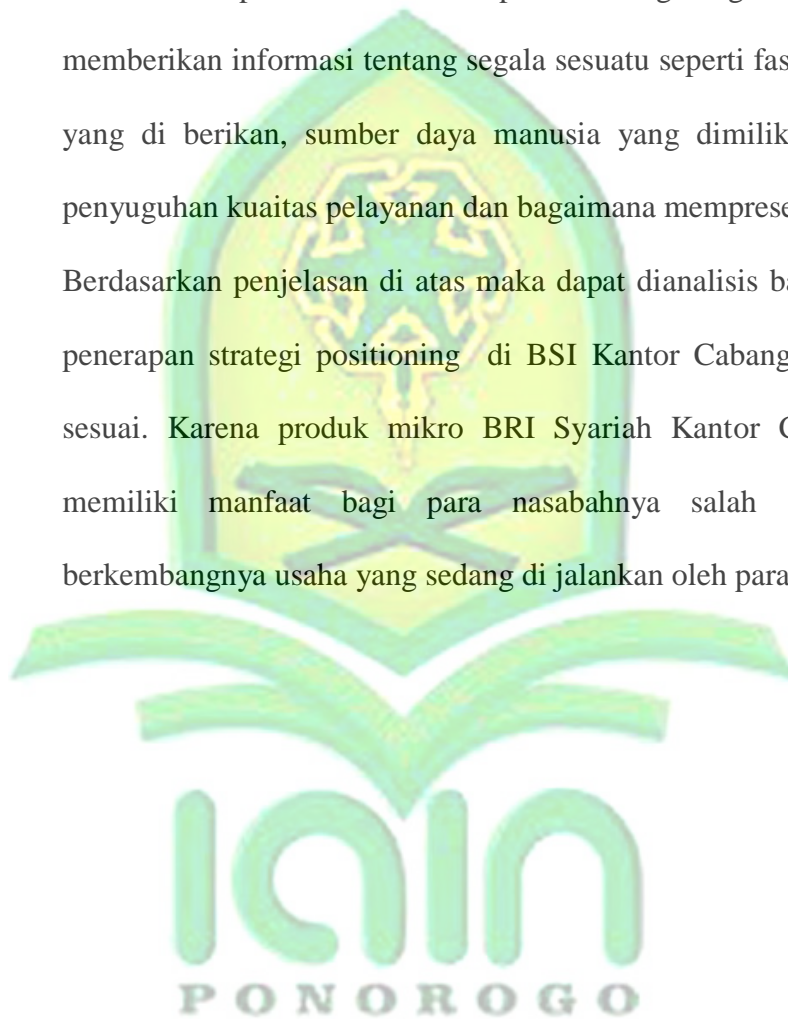 memberikan informasi tentang segala sesuatu seperti fas
yang di berikan, sumber daya manusia yang dimilik
penyuguhan kuaitas pelayanan dan bagaimana memprese
Berdasarkan penjelasan di atas maka dapat dianalisis ba
penerapan strategi positioning di BSI Kantor Cabang
sesuai. Karena produk mikro BRI Syariah Kantor C
memiliki manfaat bagi para nasabahnya salah
berkembangnya usaha yang sedang di jalankan oleh para
iain
PONOROGO